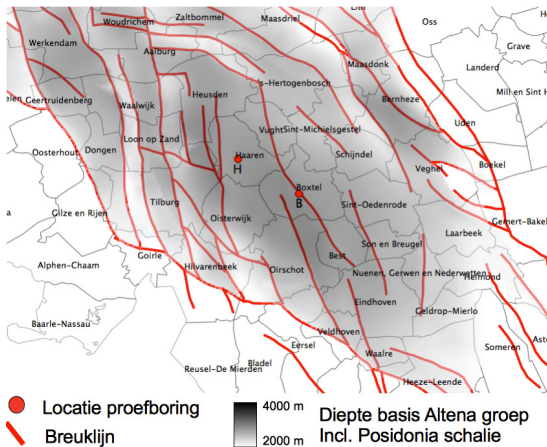 Woudrichem
Zaltbommel
Maasdriel
Oss
Werkendam
Aalburg
Grave
Maasdonk
Landerd
's-Hertogenbosch
Geertruidenberg
Waalwijk
Heusden
Bernheze
Mill en Sint H
Uden
Loon op Zand
Vught
Sint-Michielsgestel
Oosterhout
Dongen
Haaren
H
Schijndel
Veghel
Boekel
Boxtel
B
Tilburg
Sint-Oedenrode
Gilze en Rijen
Oisterwijk
Gemert-Bakel
Laarbeek
Son en Breugel
Goirle
Best
Alphen-Chaam
Hilvarenbeek
Oirschot
Nuenen, Gerwen en Nederwetten
Helmond
Eindhoven
Geldrop-Mierlo
Baarle-Nassau
Veldhoven
Eersel
Waalre
Someren
Aste
Bladel
Reusel-De Mierden
Heeze-Leende
Locatie proefboring
Breuklijn
4000 m
2000 m
Diepte basis Altena groep
Incl. Posidonia schalie